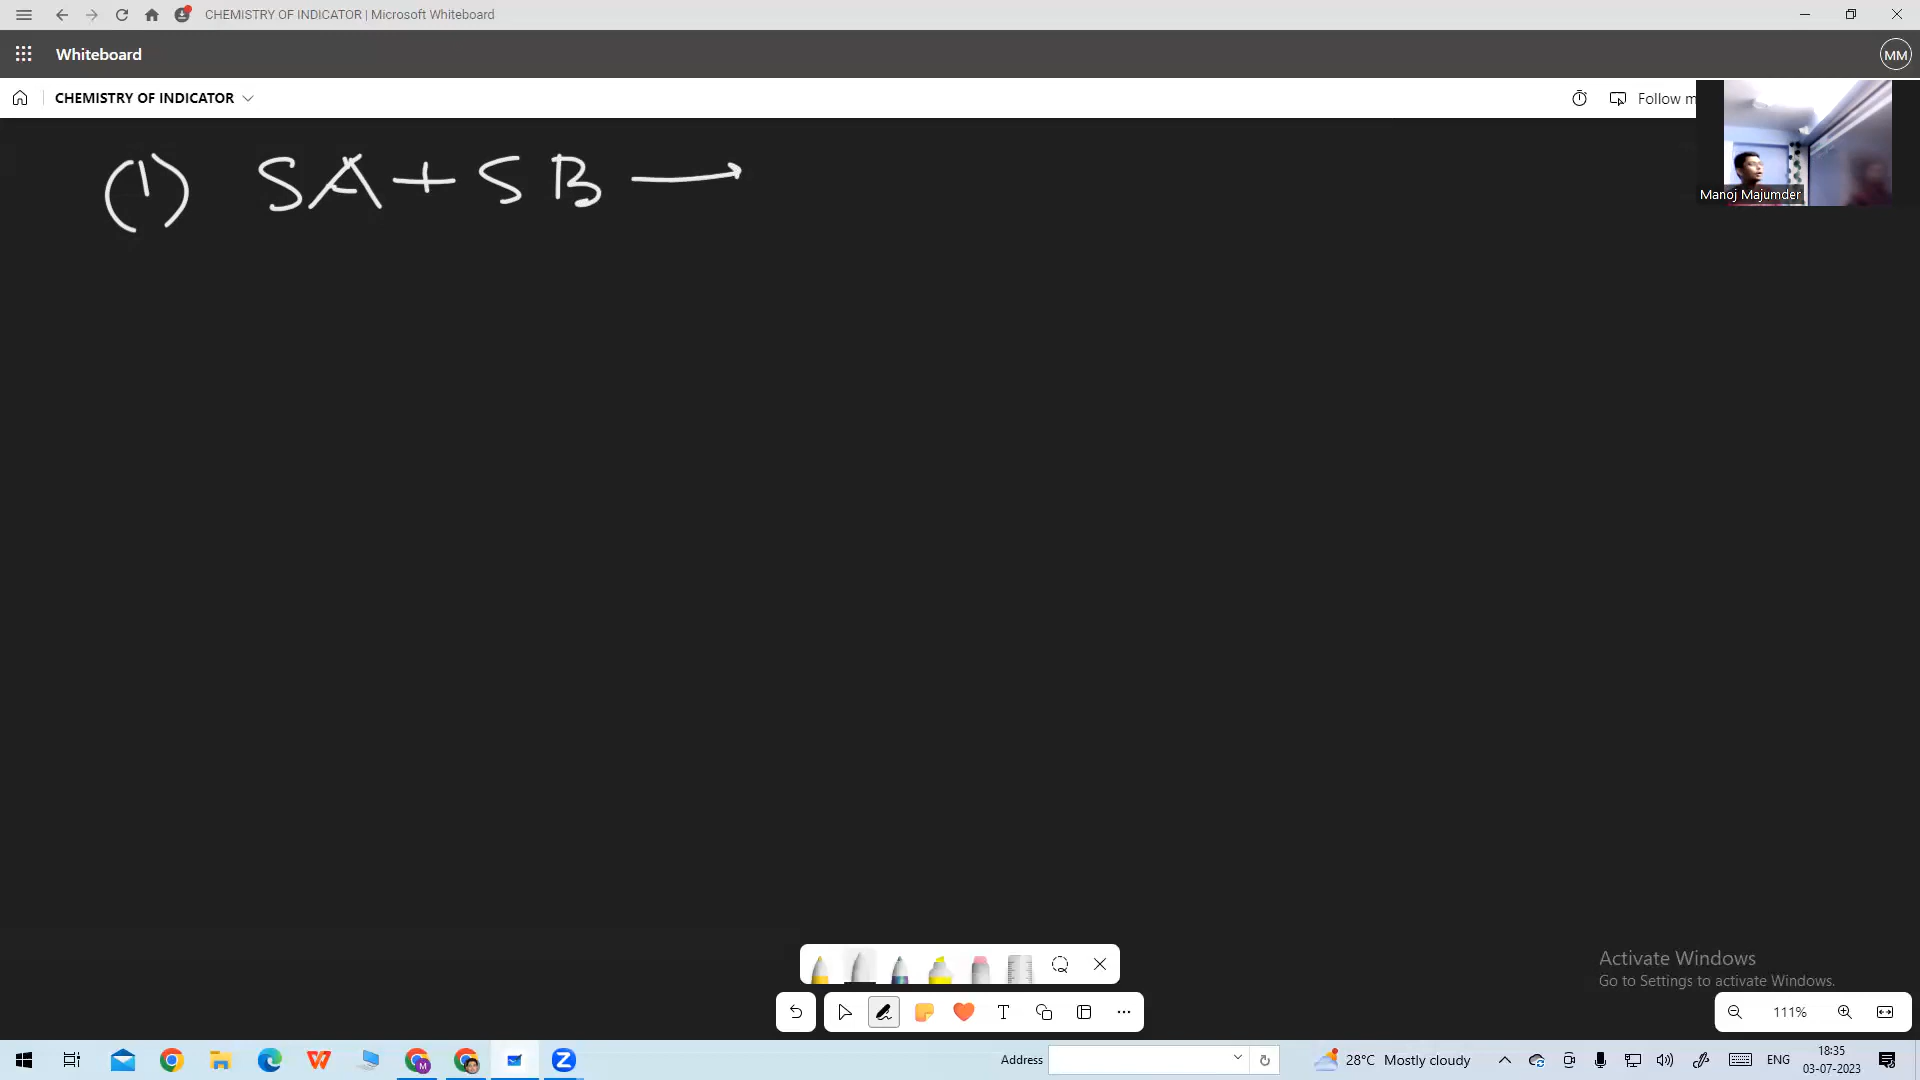 CHEMISTRY OF INDICATOR | Microsoft Whiteboard
Whiteboard
MM
CHEMISTRY OF INDICATOR
Follow m
Manoj Majumder
(1) SA + SB →
Activate Windows
Go to Settings to activate Windows.
111%
Address
28°C Mostly cloudy
ENG
18:35
03-07-2023